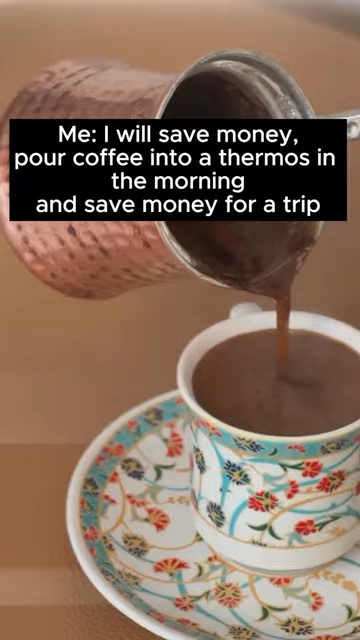 Me: I will save money,
pour coffee into a thermos in
the morning
and save money for a trip